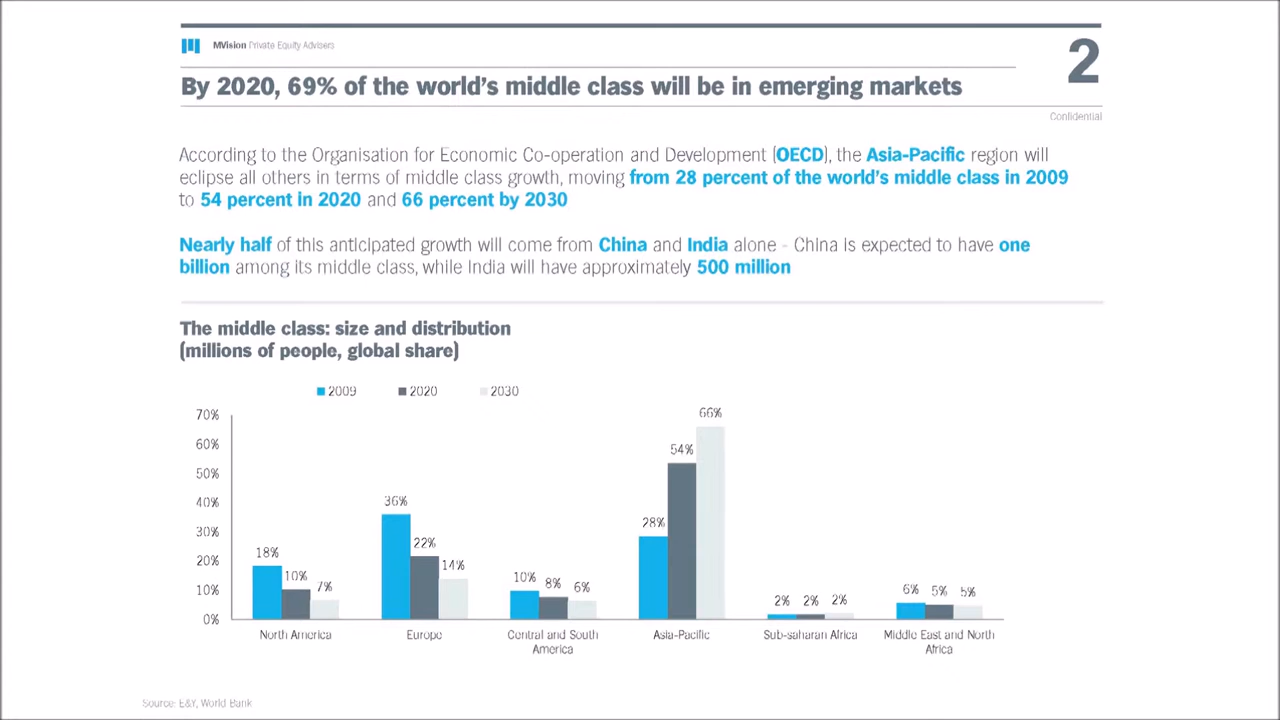 MVision Private Equity Advisers
2
By 2020, 69% of the world's middle class will be in emerging markets
Confidential
According to the Organisation for Economic Co-operation and Development (OECD), the Asia-Pacific region will
eclipse all others in terms of middle class growth, moving from 28 percent of the world's middle class in 2009
to 54 percent in 2020 and 66 percent by 2030
Nearly half of this anticipated growth will come from China and India alone - China is expected to have one
billion among its middle class, while India will have approximately 500 million
The middle class: size and distribution
(millions of people, global share)
2009 2020 2030
70%
60%
50%
40%
30%
20%
10%
0%
18% 10% 7%
36% 22% 14%
10% 8% 6%
28% 54% 66%
2% 2% 2%
6% 5% 5%
North America
Europe
Central and South
America
Asia-Pacific
Sub-saharan Africa
Middle East and North
Africa
Source: E&Y, World Bank